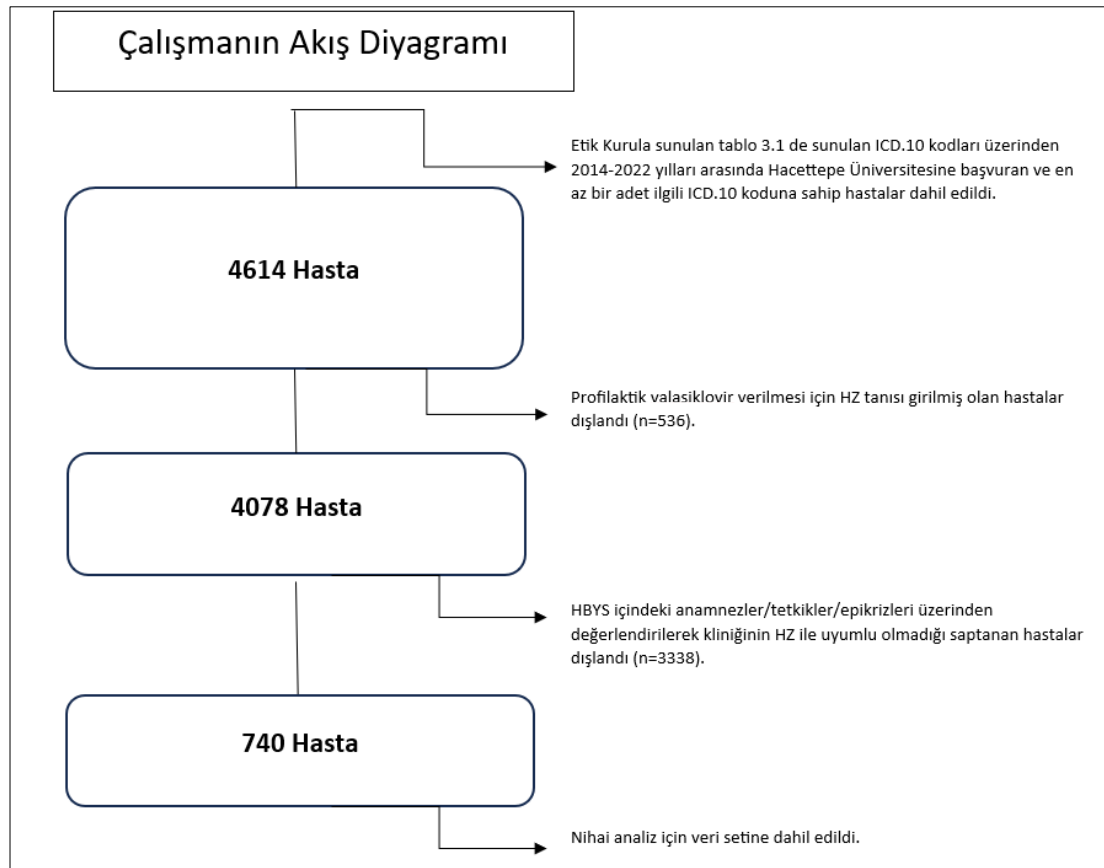 Çalışmanın Akış Diyagramı
Etik Kurula sunulan tablo 3.1 de sunulan ICD.10 kodları üzerinden
2014-2022 yılları arasında Hacettepe Üniversitesine başvuran ve en
az bir adet ilgili ICD.10 koduna sahip hastalar dahil edildi.
4614 Hasta
Profilaktik valasiklovir verilmesi için HZ tanısı girilmiş olan hastalar
dışlandı (n=536).
4078 Hasta
HBYS içindeki anamnezler/tetkikler/epikrizleri üzerinden
değerlendirilerek kliniğinin HZ ile uyumlu olmadığı saptanan hastalar
dışlandı (n=3338).
740 Hasta
Nihai analiz için veri setine dahil edildi.